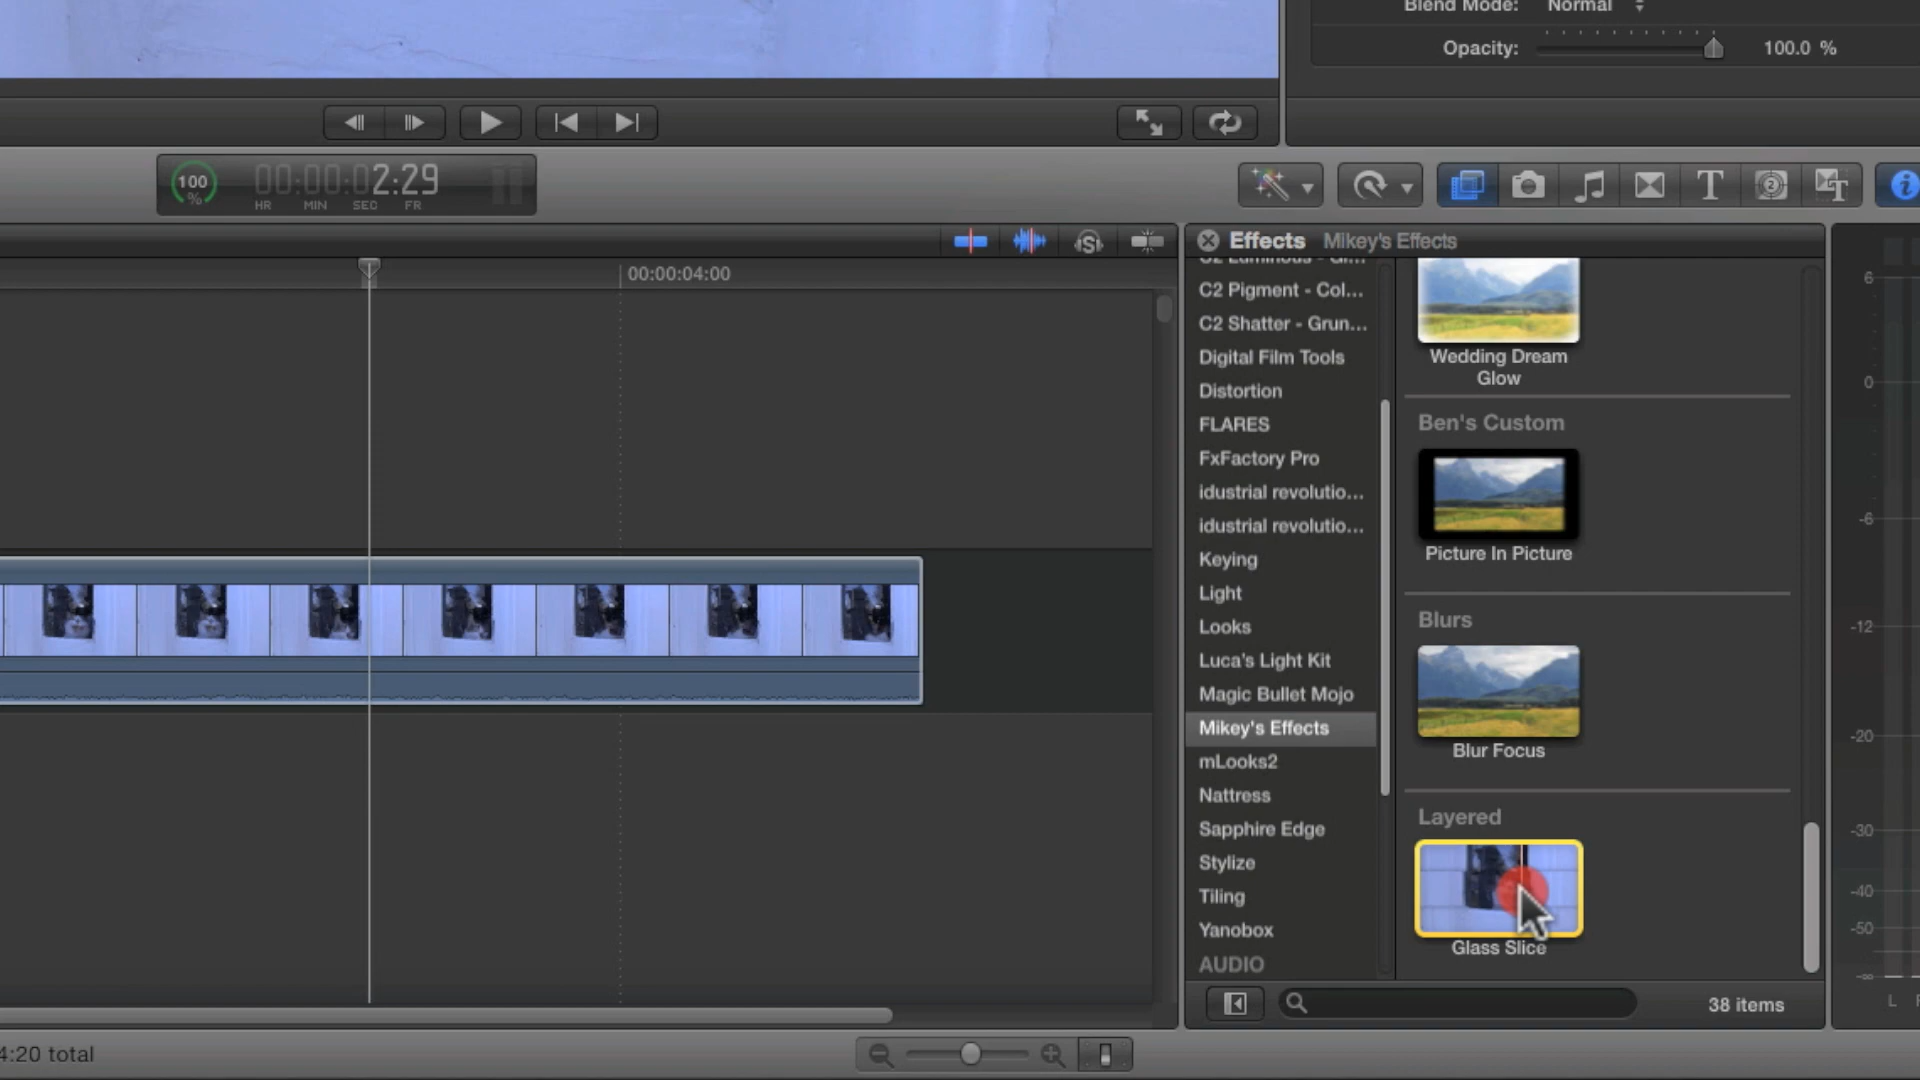 Blend Mode: Normal
Opacity: 100.0 %
100
%
00:00:02:29
HR MIN SEC FR
Effects Mikey's Effects
00:00:04:00
C2 Luminous - Gl...
C2 Pigment - Col...
C2 Shatter - Grun...
Digital Film Tools
Distortion
FLARES
FxFactory Pro
idustrial revolutio...
idustrial revolutio...
Keying
Light
Looks
Luca's Light Kit
Magic Bullet Mojo
Mikey's Effects
mLooks2
Nattress
Sapphire Edge
Stylize
Tiling
Yanobox
AUDIO
Wedding Dream
Glow
Ben's Custom
Picture In Picture
Blurs
Blur Focus
Layered
Glass Slice
38 items
6
0
-6
-12
-20
-30
-40
-50
-∞
L
4:20 total